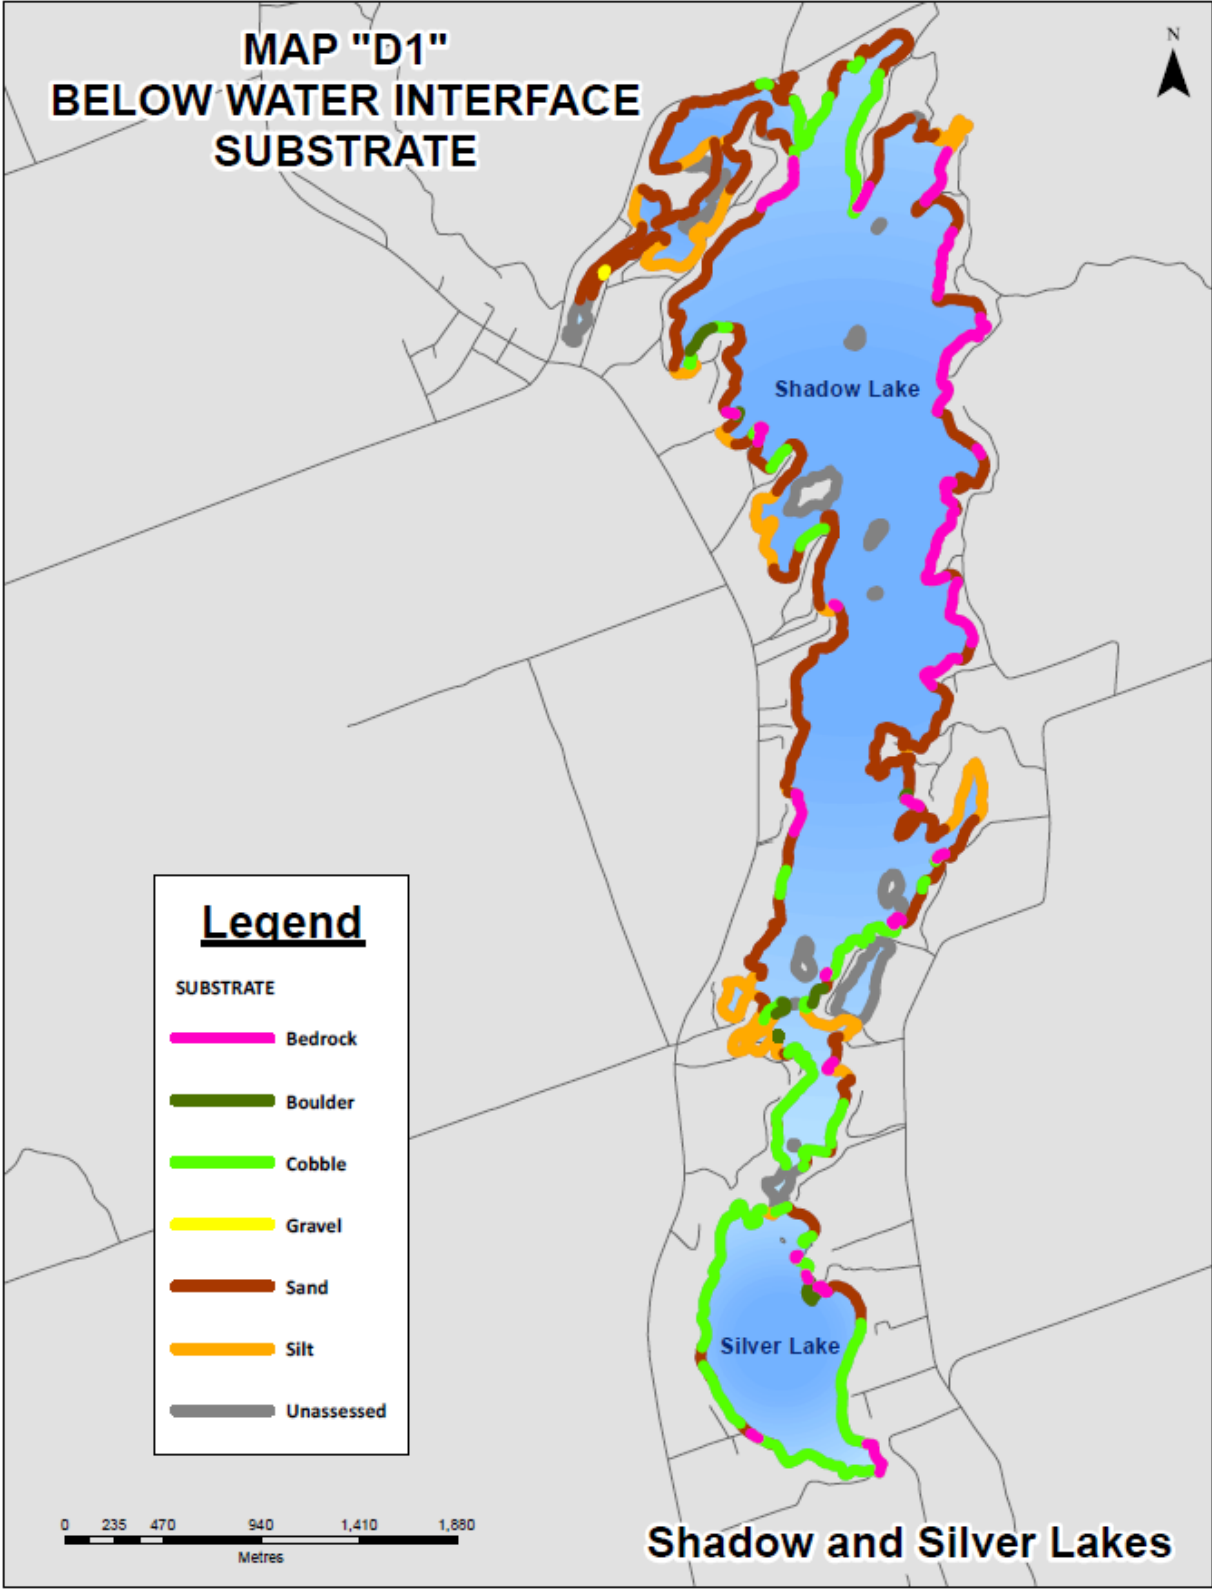 MAP "D1"
BELOW WATER INTERFACE
SUBSTRATE
N
Shadow Lake
Legend
SUBSTRATE
Bedrock
Boulder
Cobble
Gravel
Sand
Silt
Unassessed
Silver Lake
0 235 470 940 1,410 1,880
Metres
Shadow and Silver Lakes